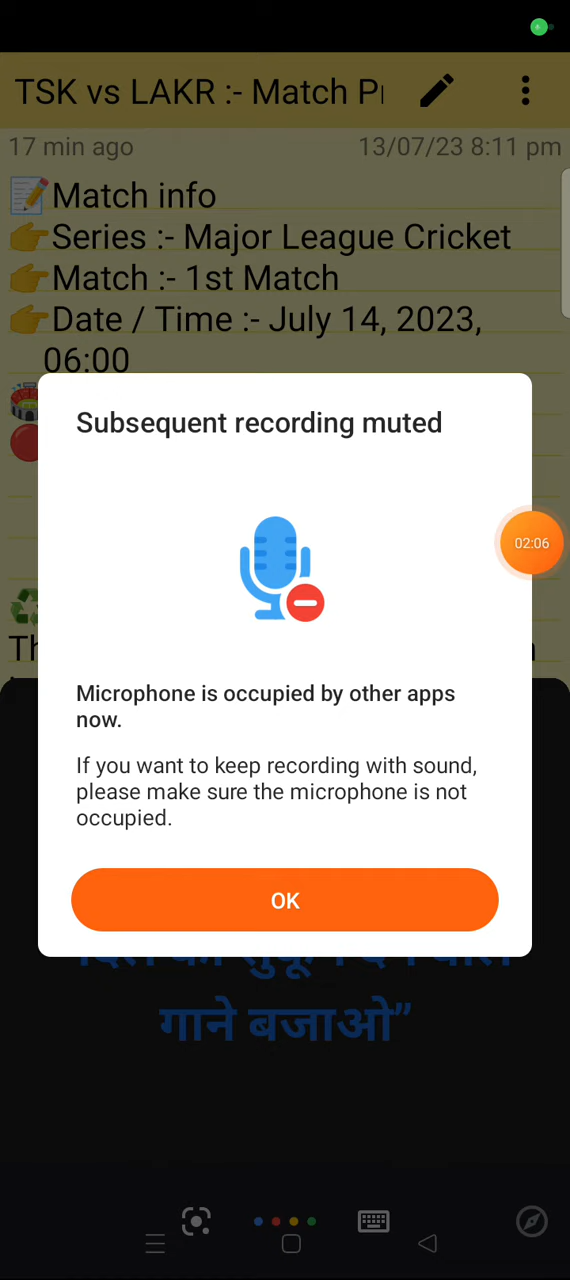 TSK vs LAKR :- Match P
17 min ago
13/07/23 8:11 pm
Match info
Series :- Major League Cricket
Match :- 1st Match
Date / Time :- July 14, 2023,
06:00
Subsequent recording muted
02:06
Microphone is occupied by other apps
now.
If you want to keep recording with sound,
please make sure the microphone is not
occupied.
OK
गाने बजाओ”